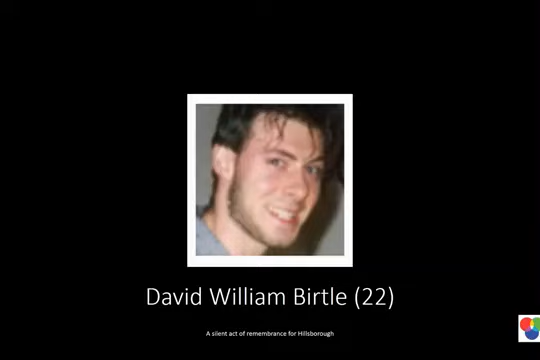 David William Birtle (22)
A silent act of remembrance for Hillsborough